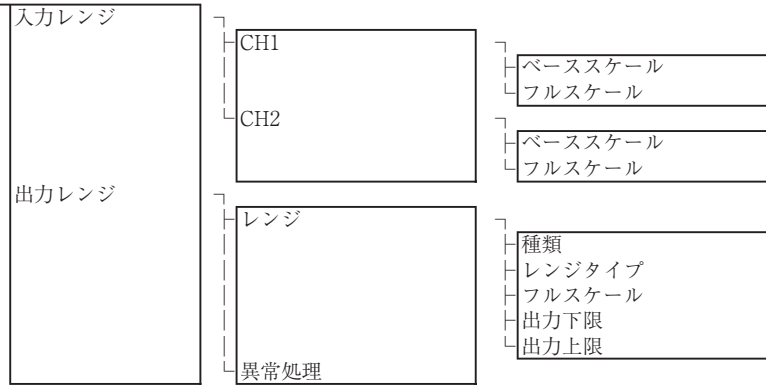 入力レンジ
CH1
ベーススケール
フルスケール
CH2
ベーススケール
フルスケール
出力レンジ
レンジ
種類
レンジタイプ
フルスケール
出力下限
出力上限
異常処理